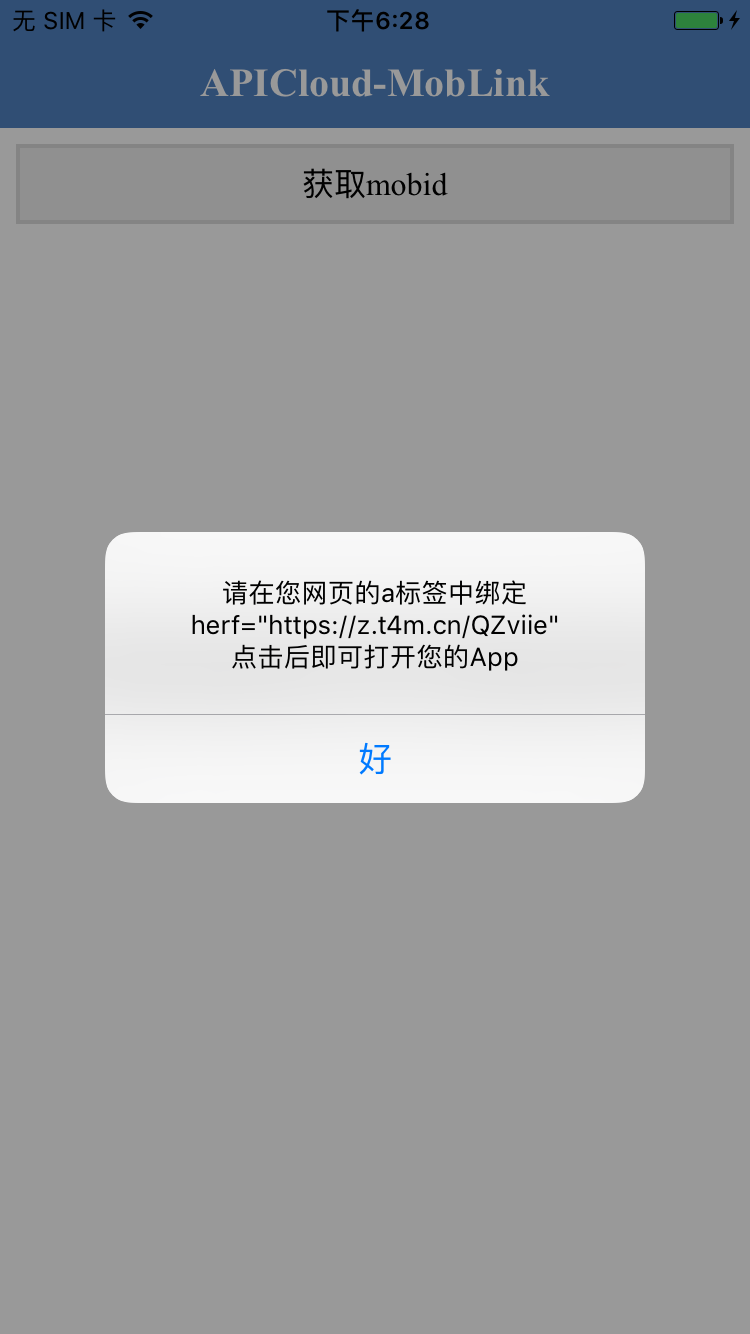 无 SIM 卡 下午6:28
APICloud-MobLink
获取mobid
请在您网页的a标签中绑定
herf="https://z.t4m.cn/QZviie"
点击后即可打开您的App
好